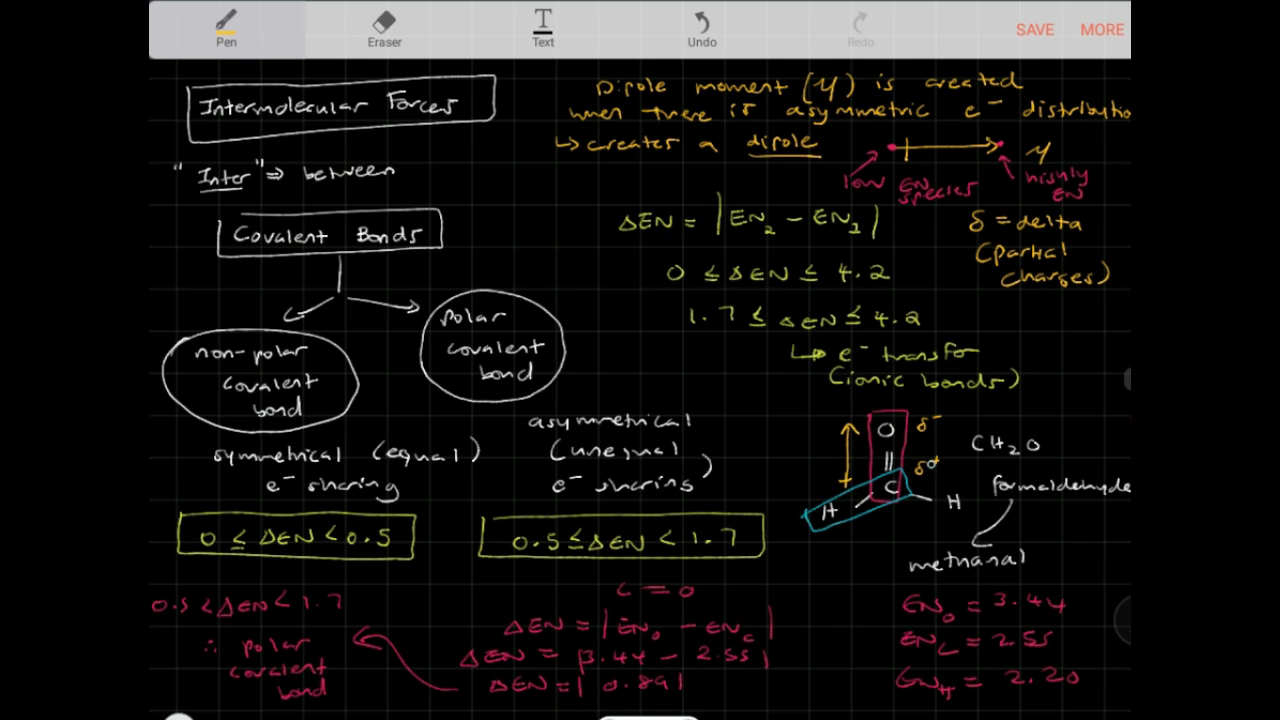 Pen
Eraser
Text
Undo
Redo
SAVE
MORE
Intermolecular Forces
"Inter" ⇒ between
Covalent Bonds
non-polar
covalent
bond
polar
covalent
bond
symmetrical (equal)
e⁻ sharing
asymmetrical
(unequal)
e⁻ sharing
0 ≤ ΔEN < 0.5
0.5 ≤ ΔEN < 1.7
Dipole moment (μ) is created
when there is asymmetric e⁻ distributio
↳ creates a dipole
μ
low EN
species
highly
EN
ΔEN = |EN₂ - EN₁|
δ = delta
(partial
charges)
0 ≤ ΔEN ≤ 4.2
1.7 ≤ ΔEN ≤ 4.2
↳ e⁻ transfer
(ionic bonds)
O δ⁻
C δ⁺
H
H
CH₂O
formaldehyde
methanal
0.5 < ΔEN < 1.7
∴ polar
covalent
bond
C = O
ΔEN = |EN₀ - EN_C|
ΔEN = |3.44 - 2.55|
ΔEN = |0.89|
EN₀ = 3.44
EN_C = 2.55
EN_H = 2.20